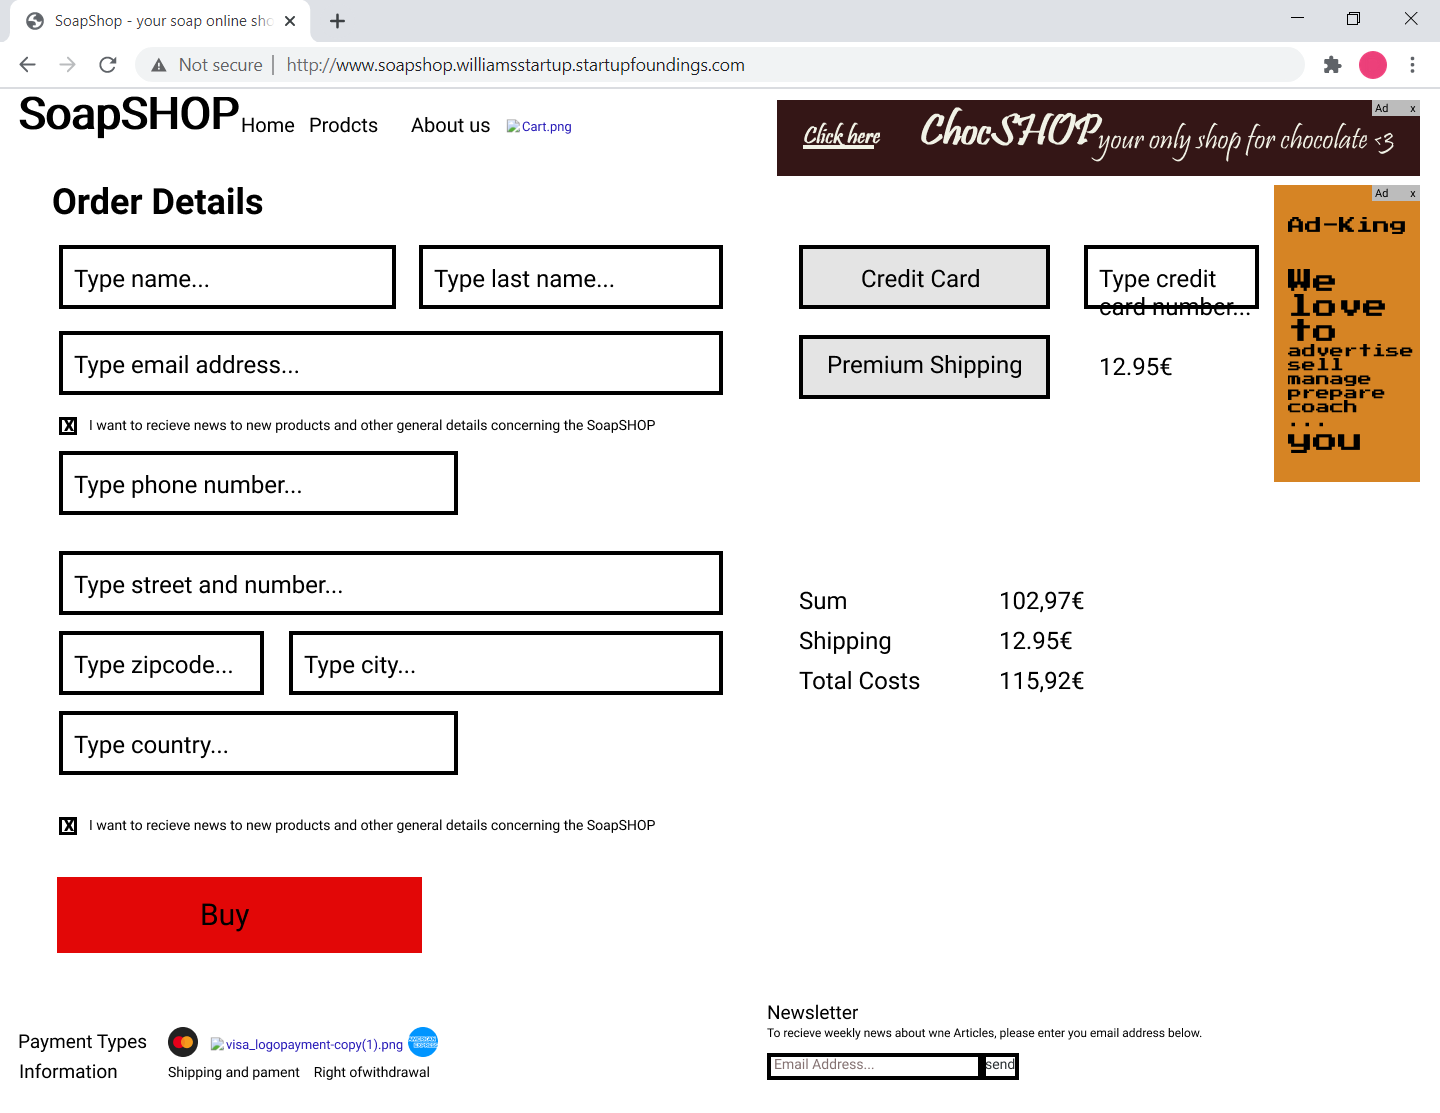 SoapShop - your soap online sho
Not secure | http://www.soapshop.williamsstartup.startupfoundings.com
SoapSHOP
Home Prodcts About us Cart.png
Ad x
Click here ChocSHOP your only shop for chocolate <3
Order Details
Ad x
Ad-King
We
love
to
advertise
sell
manage
prepare
coach
...
you
Type name... Type last name...
Credit Card Type credit
card number...
Type email address...
Premium Shipping 12.95€
X I want to recieve news to new products and other general details concerning the SoapSHOP
Type phone number...
Type street and number...
Sum 102,97€
Shipping 12.95€
Type zipcode... Type city...
Total Costs 115,92€
Type country...
X I want to recieve news to new products and other general details concerning the SoapSHOP
Buy
Newsletter
To recieve weekly news about wne Articles, please enter you email address below.
Email Address... send
Payment Types visa_logopayment-copy(1).png AMERICAN EXPRESS
Information Shipping and pament Right ofwithdrawal